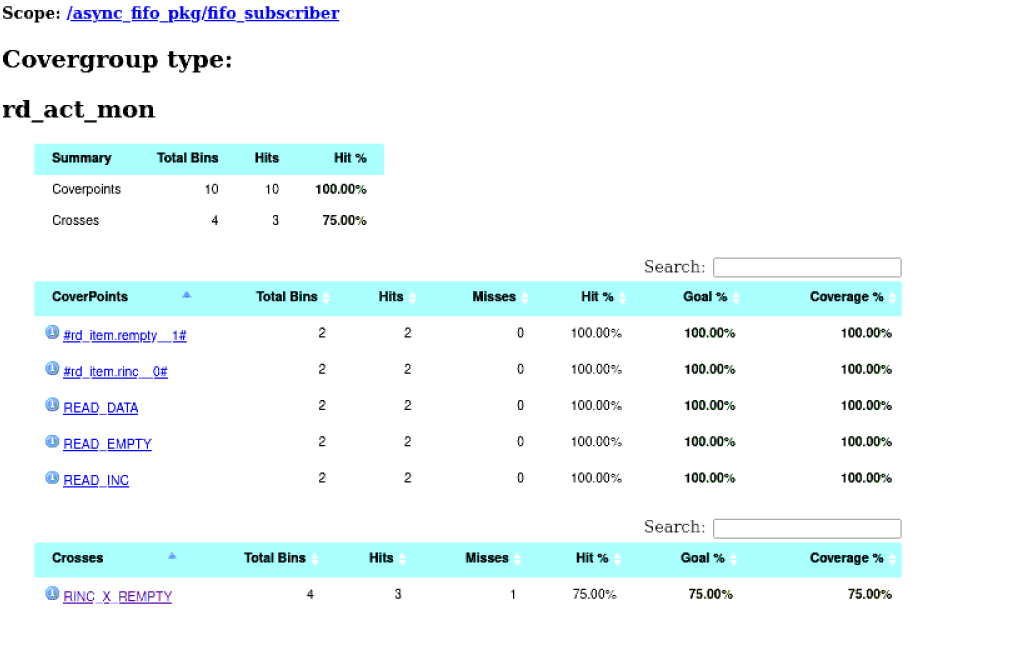 Scope: /async_fifo_pkg/fifo_subscriber
Covergroup type:
rd_act_mon
Summary Total Bins Hits Hit %
Coverpoints 10 10 100.00%
Crosses 4 3 75.00%
Search:
CoverPoints Total Bins Hits Misses Hit % Goal % Coverage %
#rd_item.rempty__1# 2 2 0 100.00% 100.00% 100.00%
#rd_item.rinc__0# 2 2 0 100.00% 100.00% 100.00%
READ_DATA 2 2 0 100.00% 100.00% 100.00%
READ_EMPTY 2 2 0 100.00% 100.00% 100.00%
READ_INC 2 2 0 100.00% 100.00% 100.00%
Search:
Crosses Total Bins Hits Misses Hit % Goal % Coverage %
RINC_X_REMPTY 4 3 1 75.00% 75.00% 75.00%